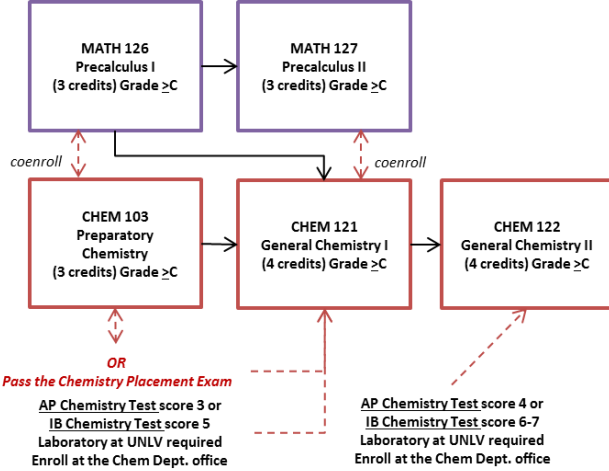 MATH 126
Precalculus I
(3 credits) Grade ≥C
MATH 127
Precalculus II
(3 credits) Grade ≥C
coenroll
coenroll
CHEM 103
Preparatory
Chemistry
(3 credits) Grade ≥C
CHEM 121
General Chemistry I
(4 credits) Grade ≥C
CHEM 122
General Chemistry II
(4 credits) Grade ≥C
OR
Pass the Chemistry Placement Exam
AP Chemistry Test score 3 or
IB Chemistry Test score 5
Laboratory at UNLV required
Enroll at the Chem Dept. office
AP Chemistry Test score 4 or
IB Chemistry Test score 6-7
Laboratory at UNLV required
Enroll at the Chem Dept. office